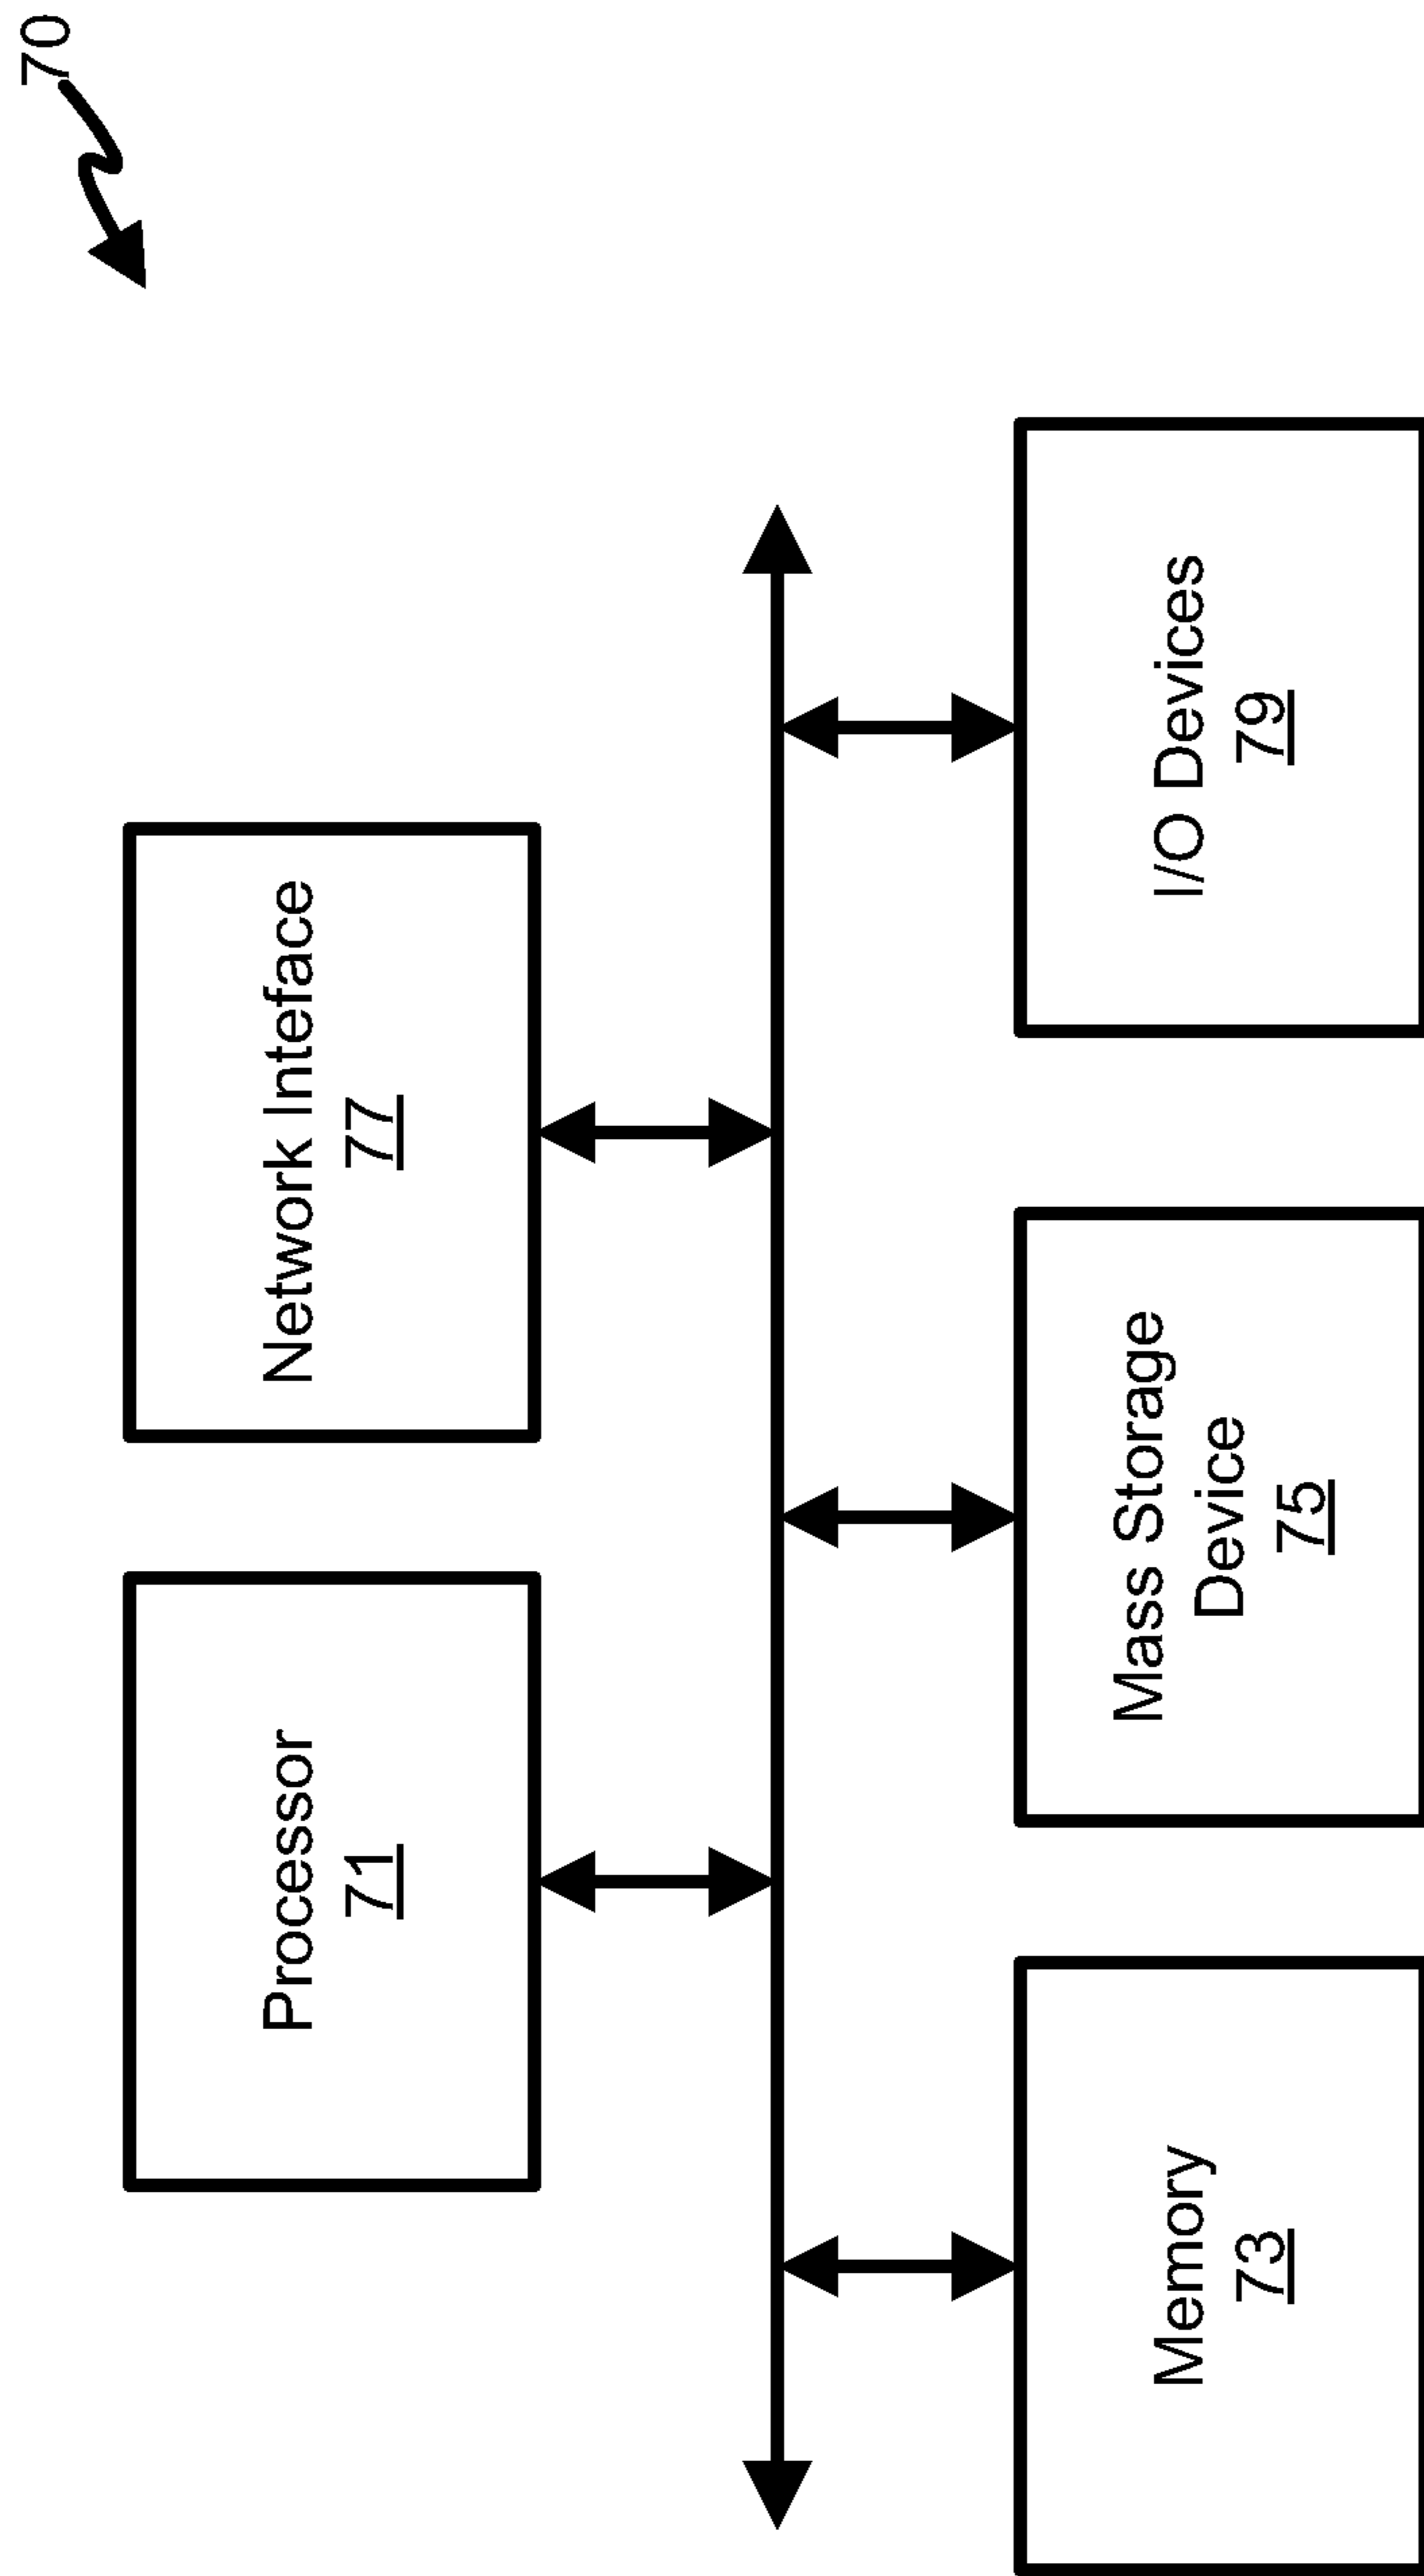 70
Processor
71
Network Inteface
77
Memory
73
Mass Storage
Device
75
I/O Devices
79